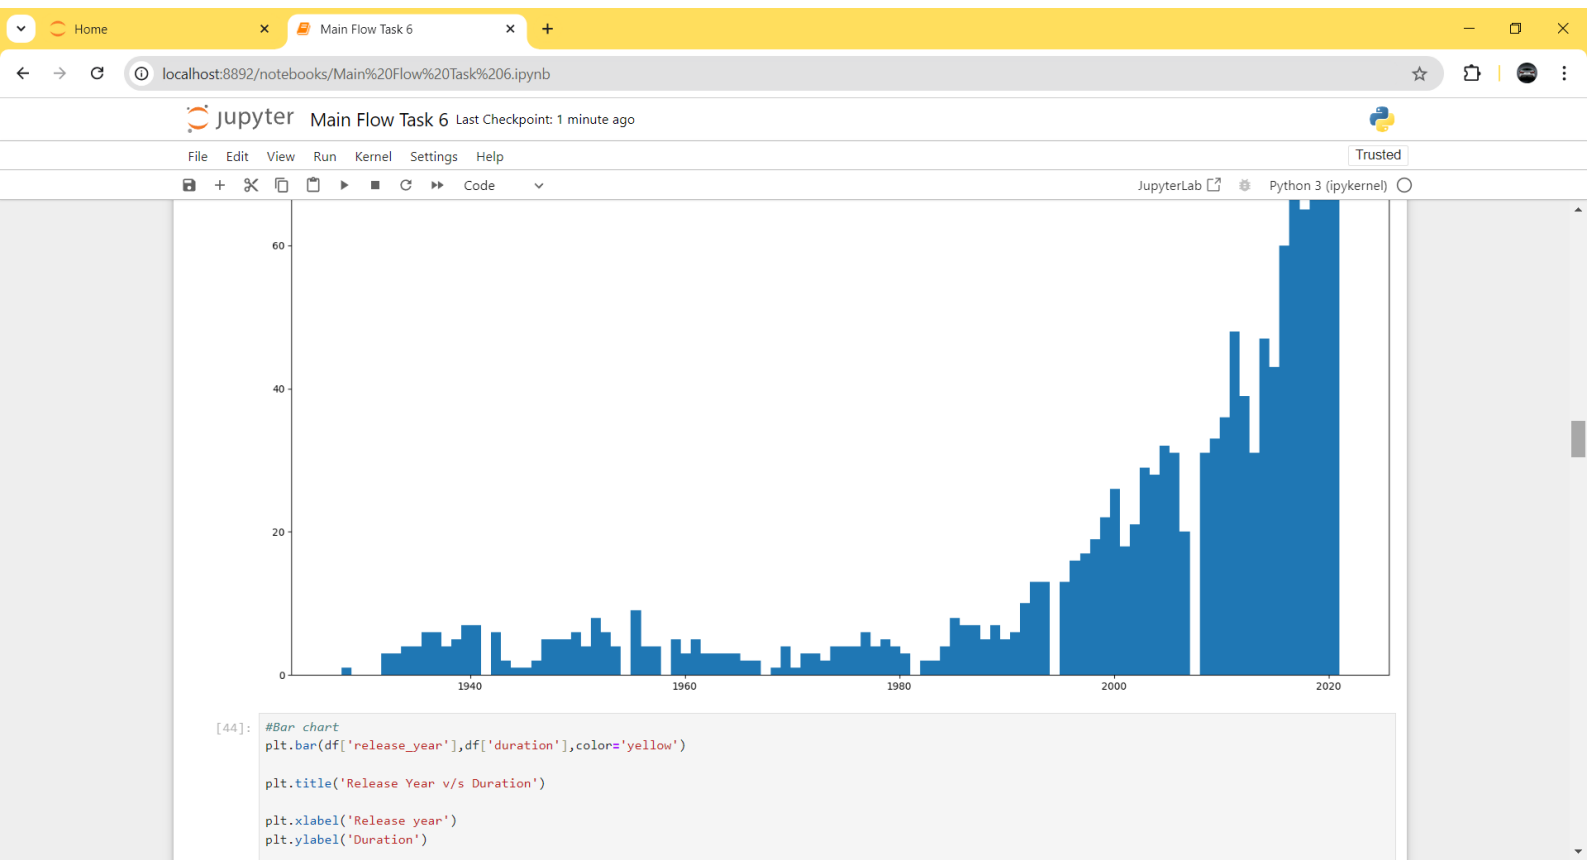 Home
Main Flow Task 6
localhost:8892/notebooks/Main%20Flow%20Task%206.ipynb
jupyter Main Flow Task 6 Last Checkpoint: 1 minute ago
File Edit View Run Kernel Settings Help
Trusted
Code
JupyterLab
Python 3 (ipykernel)
60
40
20
0
1940 1960 1980 2000 2020
[44]: #Bar chart
plt.bar(df['release_year'],df['duration'],color='yellow')
plt.title('Release Year v/s Duration')
plt.xlabel('Release year')
plt.ylabel('Duration')